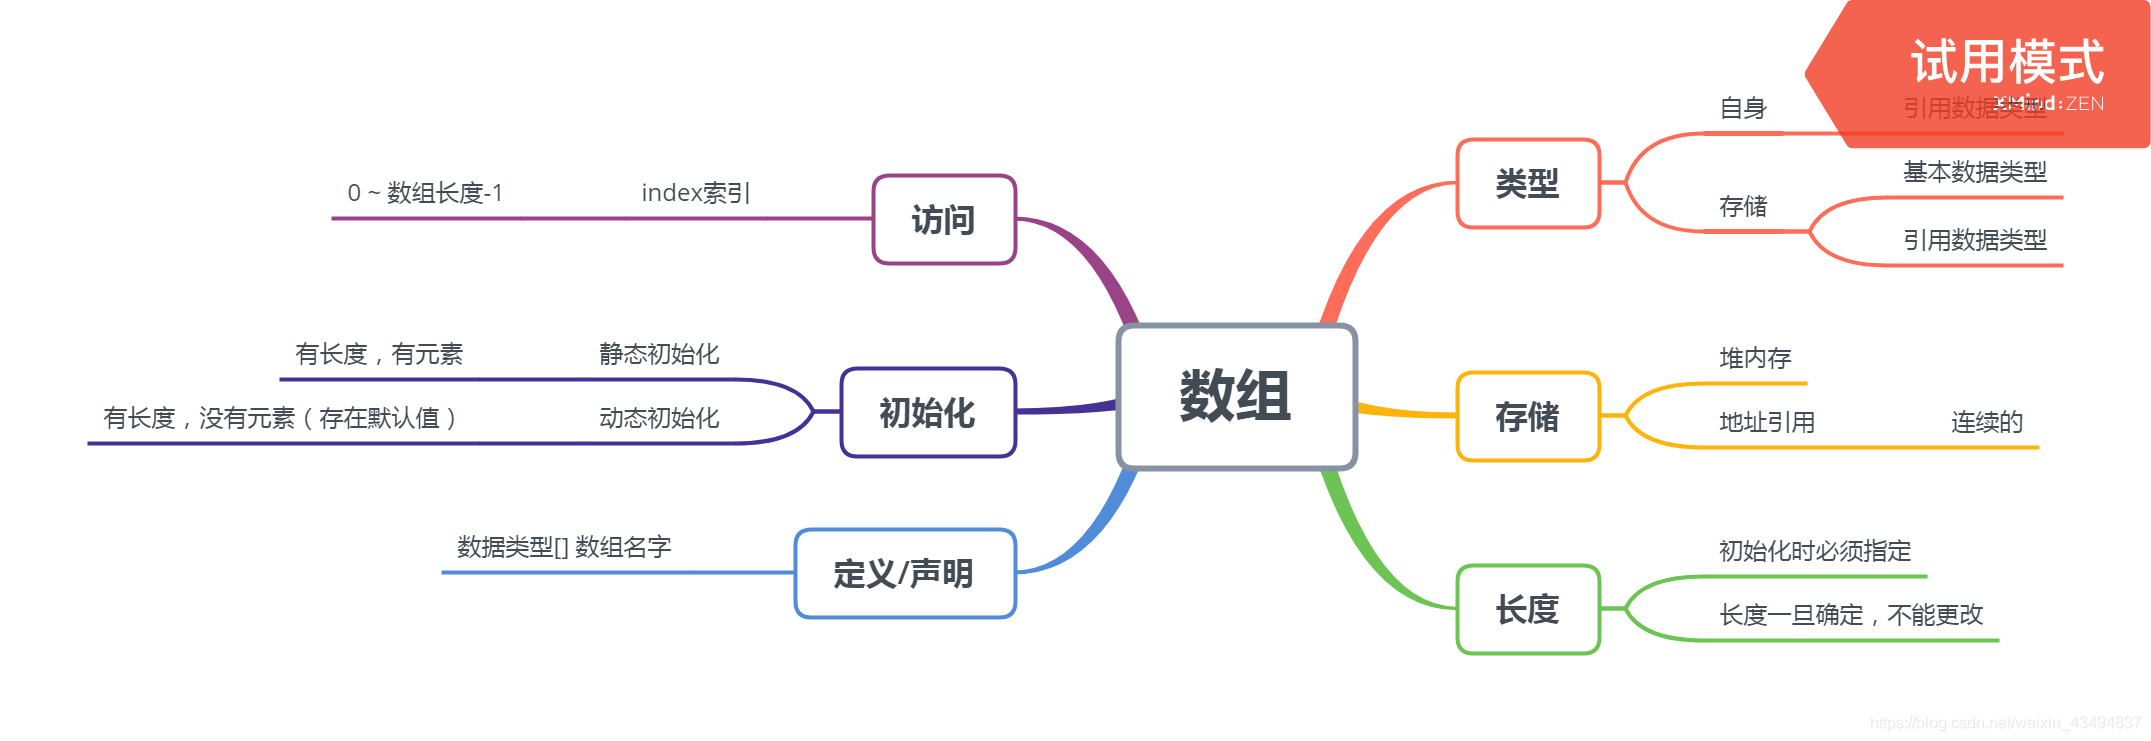 数组
类型
自身
引用数据类型
存储
基本数据类型
引用数据类型
存储
堆内存
地址引用
连续的
长度
初始化时必须指定
长度一旦确定，不能更改
访问
index索引
0 ~ 数组长度-1
初始化
静态初始化
有长度，有元素
动态初始化
有长度，没有元素（存在默认值）
定义/声明
数据类型[] 数组名字
试用模式
XMind:ZEN
https://blog.csdn.net/weixin_43494837